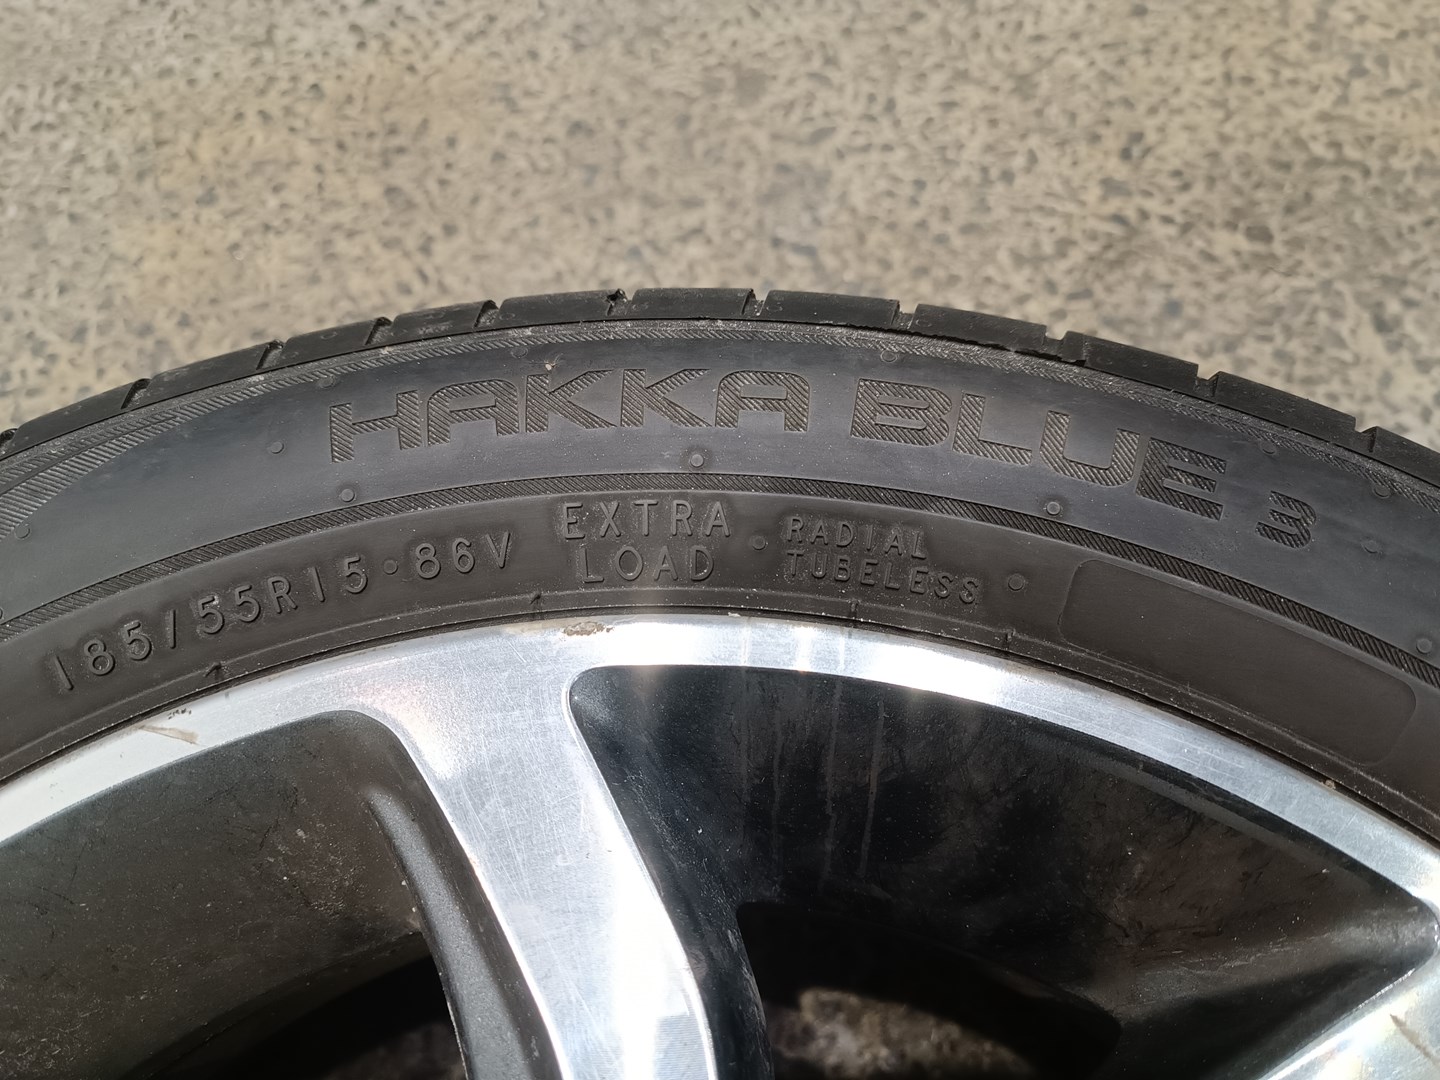 HAKKA BLUE 3
185/55R15 · 86V
EXTRA
LOAD
RADIAL
TUBELESS